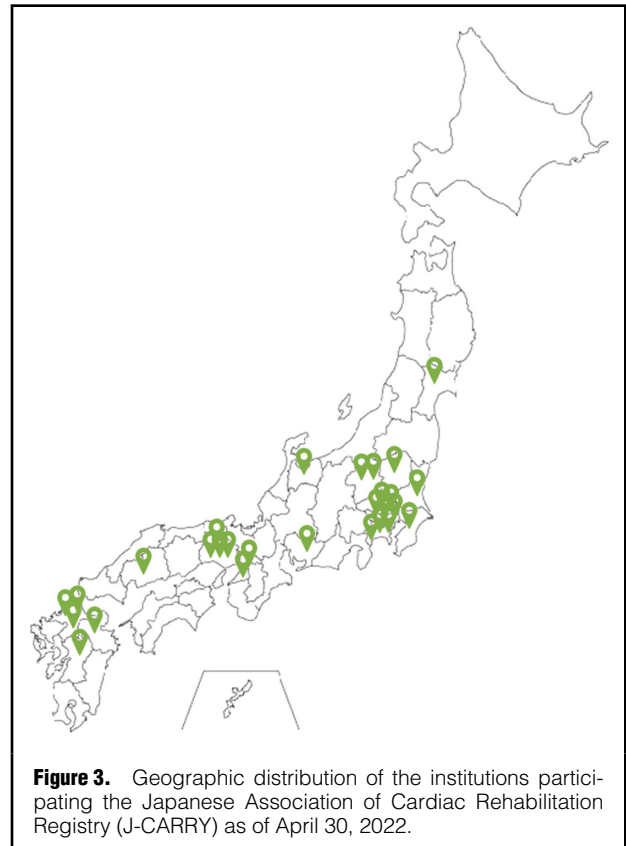 Figure 3. Geographic distribution of the institutions partici-
pating the Japanese Association of Cardiac Rehabilitation
Registry (J-CARRY) as of April 30, 2022.